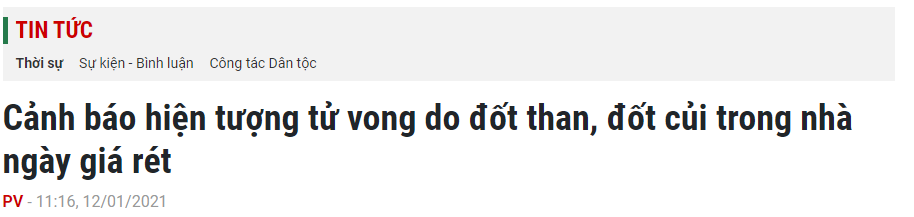 TIN TỨC
Thời sự Sự kiện - Bình luận Công tác Dân tộc
Cảnh báo hiện tượng tử vong do đốt than, đốt củi trong nhà
ngày giá rét
PV - 11:16, 12/01/2021